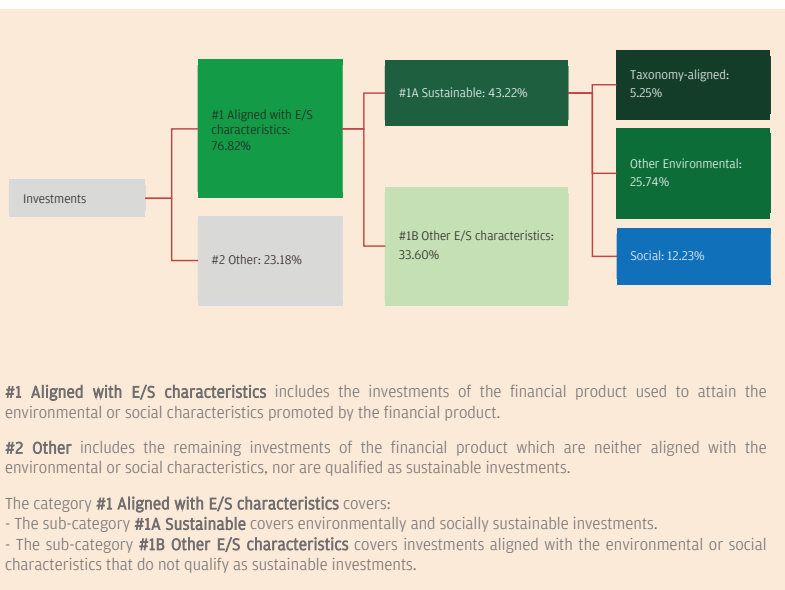 Investments
#1 Aligned with E/S
characteristics:
76.82%
#2 Other: 23.18%
#1A Sustainable: 43.22%
#1B Other E/S characteristics:
33.60%
Taxonomy-aligned:
5.25%
Other Environmental:
25.74%
Social: 12.23%
#1 Aligned with E/S characteristics includes the investments of the financial product used to attain the
environmental or social characteristics promoted by the financial product.
#2 Other includes the remaining investments of the financial product which are neither aligned with the
environmental or social characteristics, nor are qualified as sustainable investments.
The category #1 Aligned with E/S characteristics covers:
- The sub-category #1A Sustainable covers environmentally and socially sustainable investments.
- The sub-category #1B Other E/S characteristics covers investments aligned with the environmental or social
characteristics that do not qualify as sustainable investments.